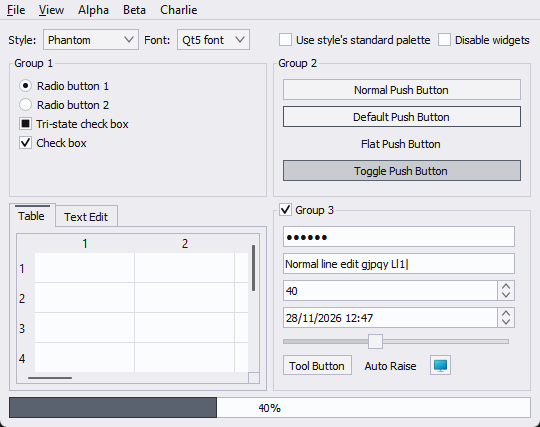 File View Alpha Beta Charlie
Style: Phantom Font: Qt5 font Use style's standard palette Disable widgets
Group 1
Radio button 1
Radio button 2
Tri-state check box
Check box
Group 2
Normal Push Button
Default Push Button
Flat Push Button
Toggle Push Button
Table Text Edit
1 2
1
2
3
4
Group 3
●●●●●●
Normal line edit gjpqy Ll1
40
28/11/2026 12:47
Tool Button Auto Raise
40%